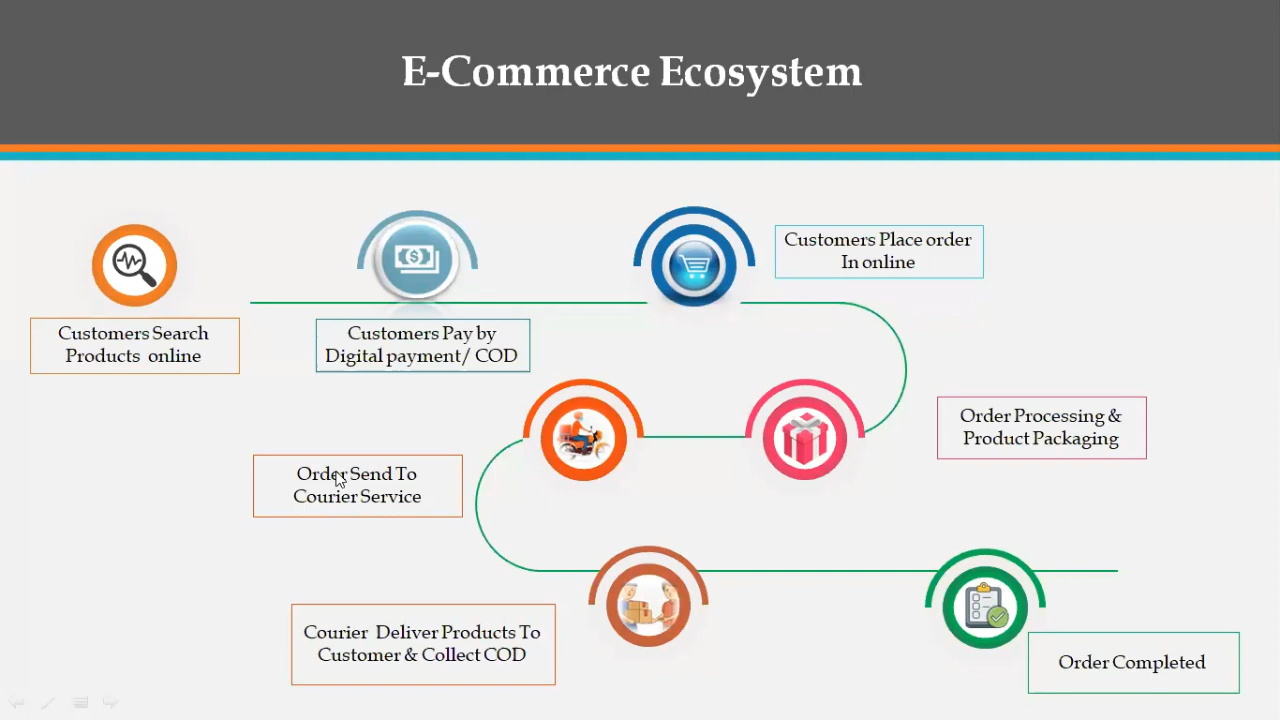 E-Commerce Ecosystem
Customers Search
Products online
Customers Pay by
Digital payment/ COD
Customers Place order
In online
Order Processing &
Product Packaging
Order Send To
Courier Service
Courier Deliver Products To
Customer & Collect COD
Order Completed